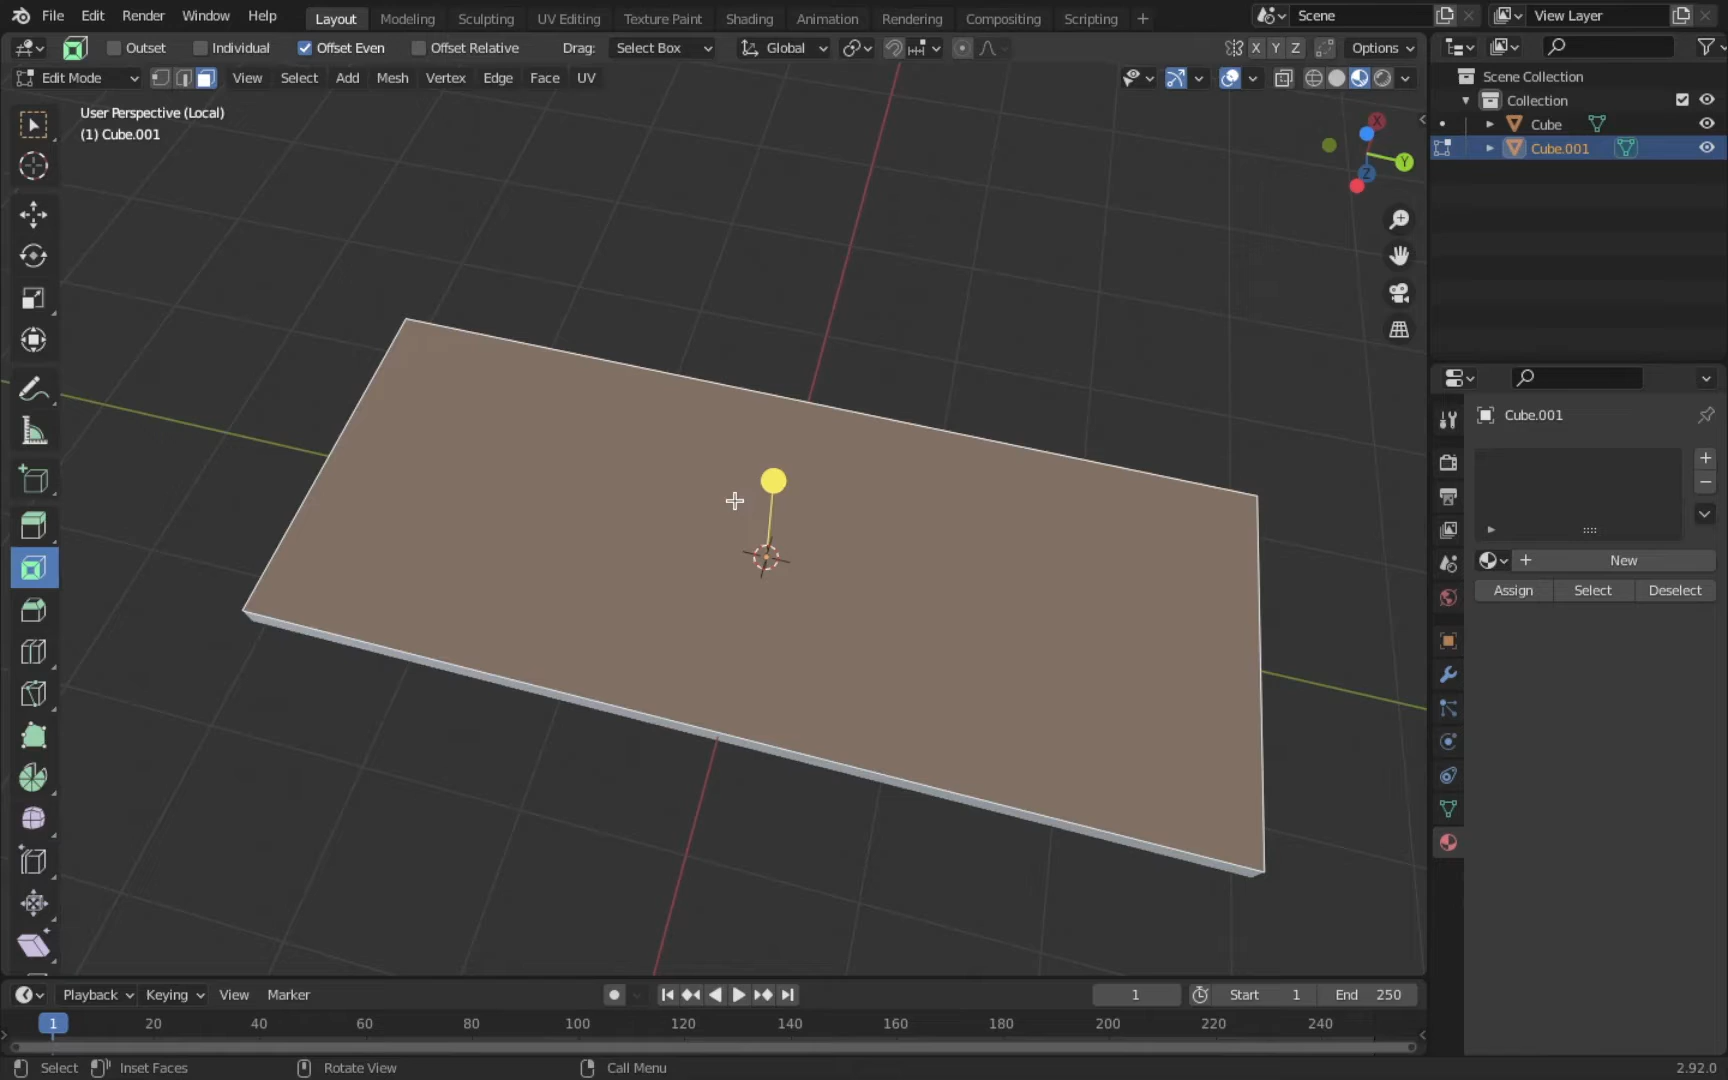 File Edit Render Window Help Layout Modeling Sculpting UV Editing Texture Paint Shading Animation Rendering Compositing Scripting + Scene View Layer
Outset Individual Offset Even Offset Relative Drag: Select Box Global X Y Z Options
Edit Mode View Select Add Mesh Vertex Edge Face UV
User Perspective (Local)
(1) Cube.001
X
Y
Z
Scene Collection
Collection
Cube
Cube.001
Cube.001
New
Assign Select Deselect
Playback Keying View Marker 1 Start 1 End 250
1 20 40 60 80 100 120 140 160 180 200 220 240
Select Inset Faces Rotate View Call Menu 2.92.0